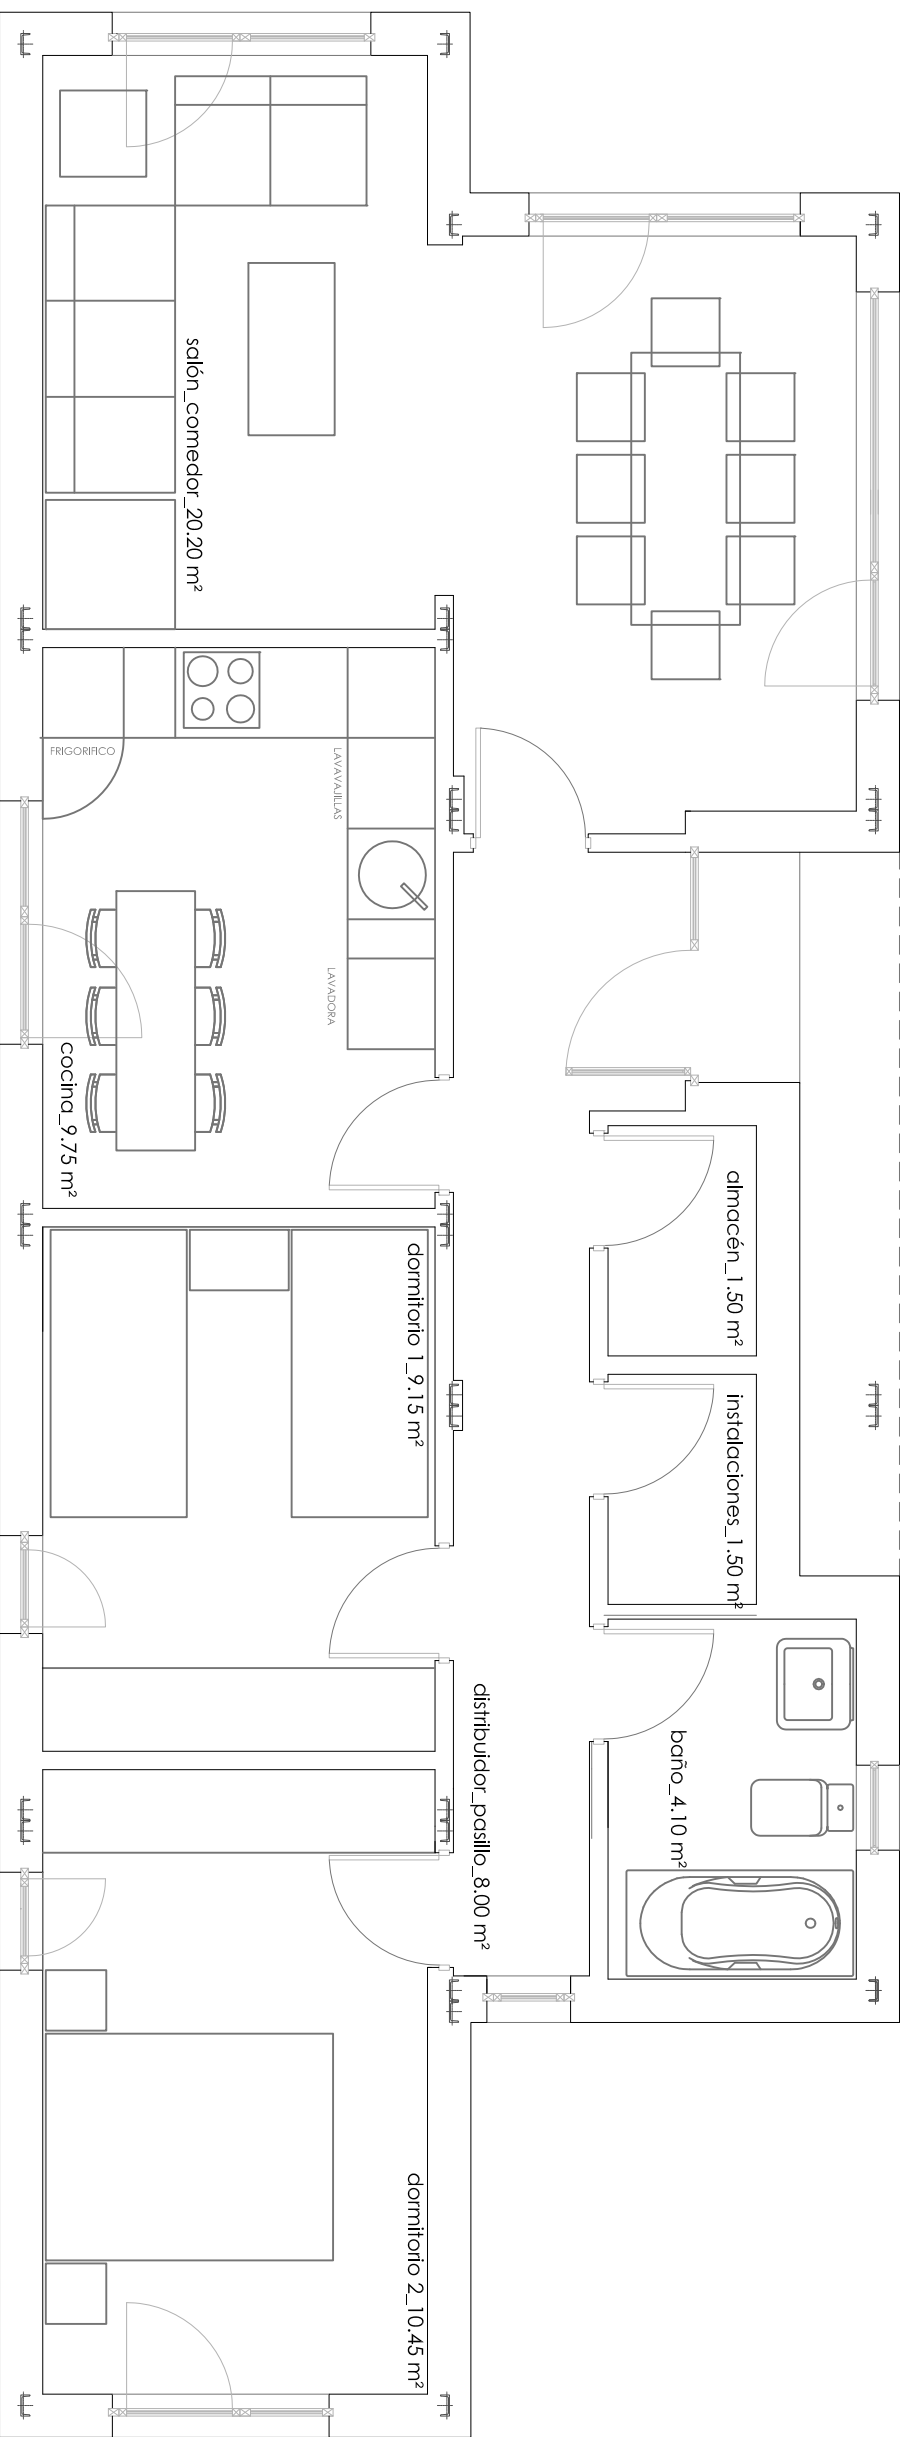 salón_comedor_20.20 m²
FRIGORIFICO
LAVAVAJILLAS
LAVADORA
cocina_9.75 m²
almacén_1.50 m²
dormitorio 1_9.15 m²
instalaciones_1.50 m²
distribuidor_pasillo_8.00 m²
baño_4.10 m²
dormitorio 2_10.45 m²